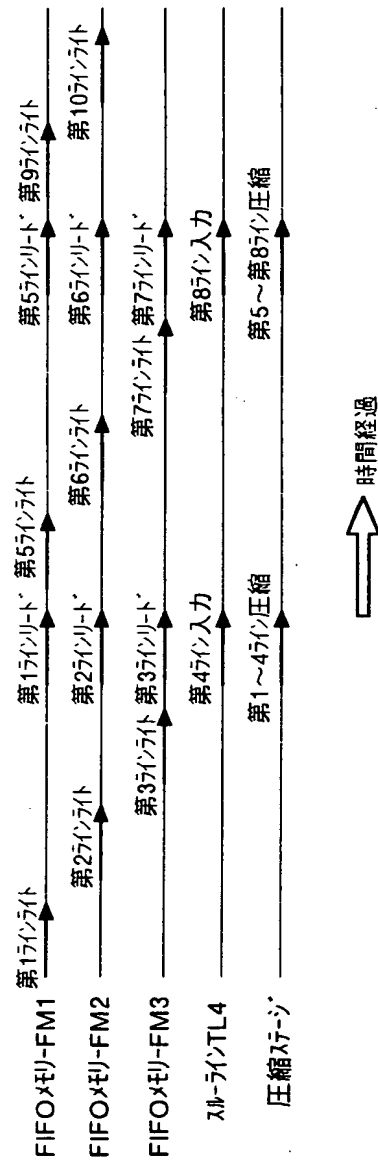 FIFOメモリーFM1
第1ラインライト
第1ラインリード
第5ラインライト
第5ラインリード
第9ラインライト
FIFOメモリーFM2
第2ラインライト
第2ラインリード
第6ラインライト
第6ラインリード
第10ラインライト
FIFOメモリーFM3
第3ラインライト
第3ラインリード
第7ラインライト
第7ラインリード
スルーラインTL4
第4ライン入力
第8ライン入力
圧縮ステージ
第1～4ライン圧縮
第5～第8ライン圧縮
時間経過